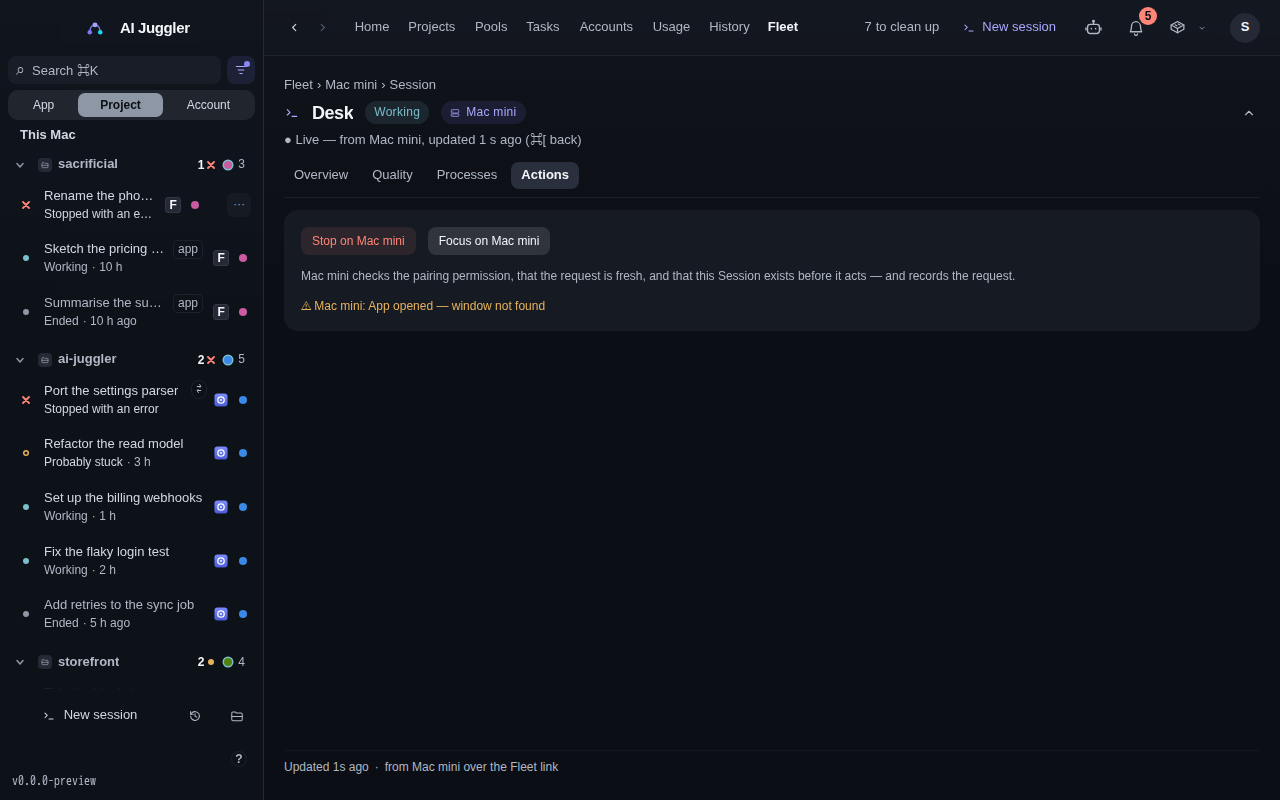 AI Juggler
Search ⌘K
App Project Account
This Mac
sacrificial 1 3
Rename the pho… F
Stopped with an e…
Sketch the pricing … app F
Working · 10 h
Summarise the su… app F
Ended · 10 h ago
ai-juggler 2 5
Port the settings parser
Stopped with an error
Refactor the read model
Probably stuck · 3 h
Set up the billing webhooks
Working · 1 h
Fix the flaky login test
Working · 2 h
Add retries to the sync job
Ended · 5 h ago
storefront 2 4
New session
?
v0.0.0-preview
Home Projects Pools Tasks Accounts Usage History Fleet 7 to clean up New session 5 S
Fleet › Mac mini › Session
Desk Working Mac mini
● Live — from Mac mini, updated 1 s ago (⌘[ back)
Overview Quality Processes Actions
Stop on Mac mini Focus on Mac mini
Mac mini checks the pairing permission, that the request is fresh, and that this Session exists before it acts — and records the request.
⚠ Mac mini: App opened — window not found
Updated 1s ago · from Mac mini over the Fleet link